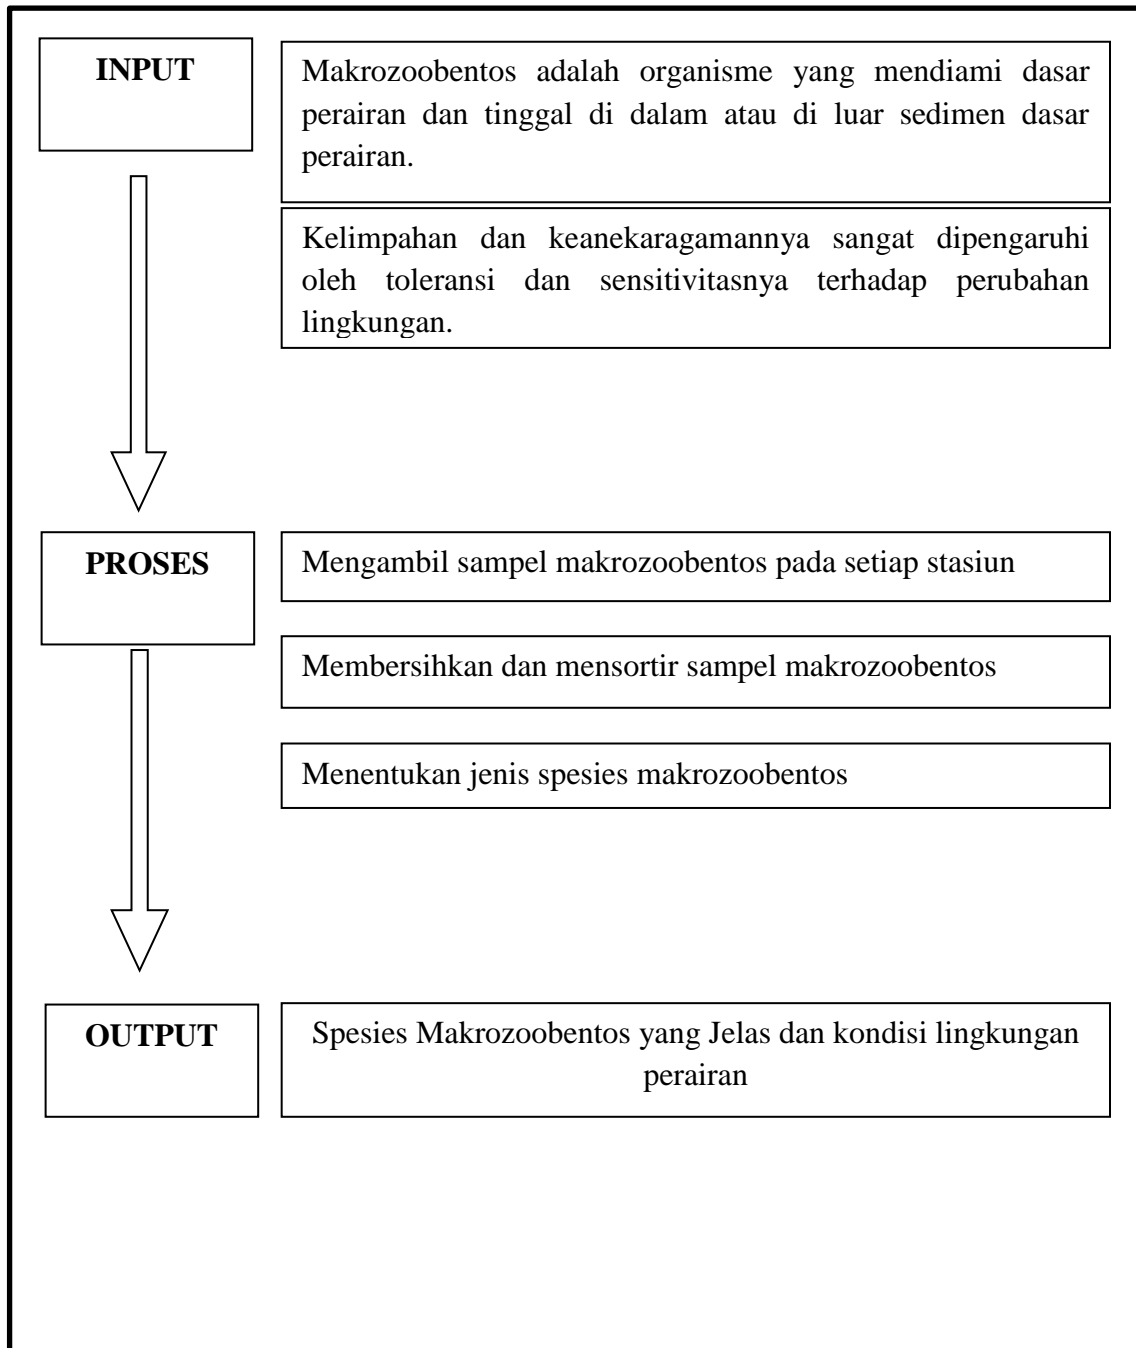 INPUT
Makrozoobentos adalah organisme yang mendiami dasar
perairan dan tinggal di dalam atau di luar sedimen dasar
perairan.
Kelimpahan dan keanekaragamannya sangat dipengaruhi
oleh toleransi dan sensitivitasnya terhadap perubahan
lingkungan.
PROSES
Mengambil sampel makrozoobentos pada setiap stasiun
Membersihkan dan mensortir sampel makrozoobentos
Menentukan jenis spesies makrozoobentos
OUTPUT
Spesies Makrozoobentos yang Jelas dan kondisi lingkungan
perairan